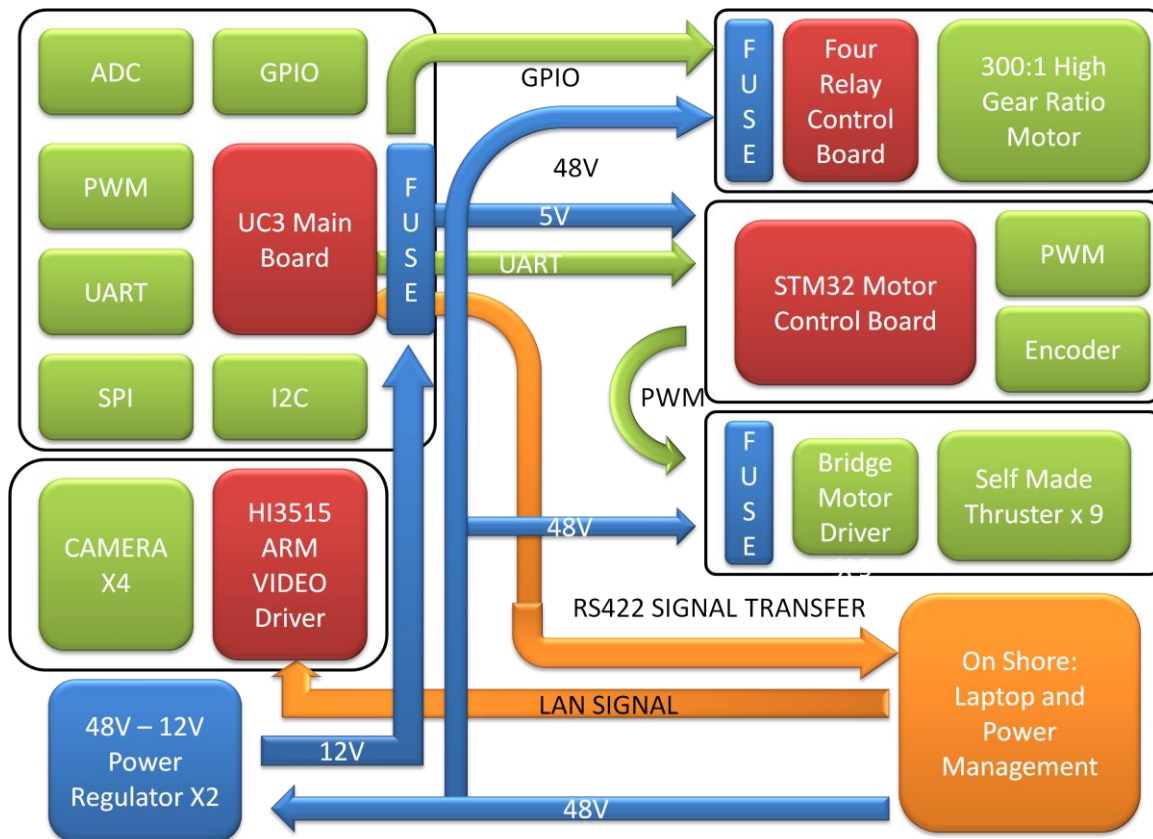 ADC
GPIO
PWM
UC3 Main
Board
UART
SPI
I2C
F
U
S
E
GPIO
48V
5V
UART
F
U
S
E
Four
Relay
Control
Board
300:1 High
Gear Ratio
Motor
STM32 Motor
Control Board
PWM
Encoder
PWM
F
U
S
E
Bridge
Motor
Driver
Self Made
Thruster x 9
48V
CAMERA
X4
HI3515
ARM
VIDEO
Driver
RS422 SIGNAL TRANSFER
LAN SIGNAL
On Shore:
Laptop and
Power
Management
48V – 12V
Power
Regulator X2
12V
48V